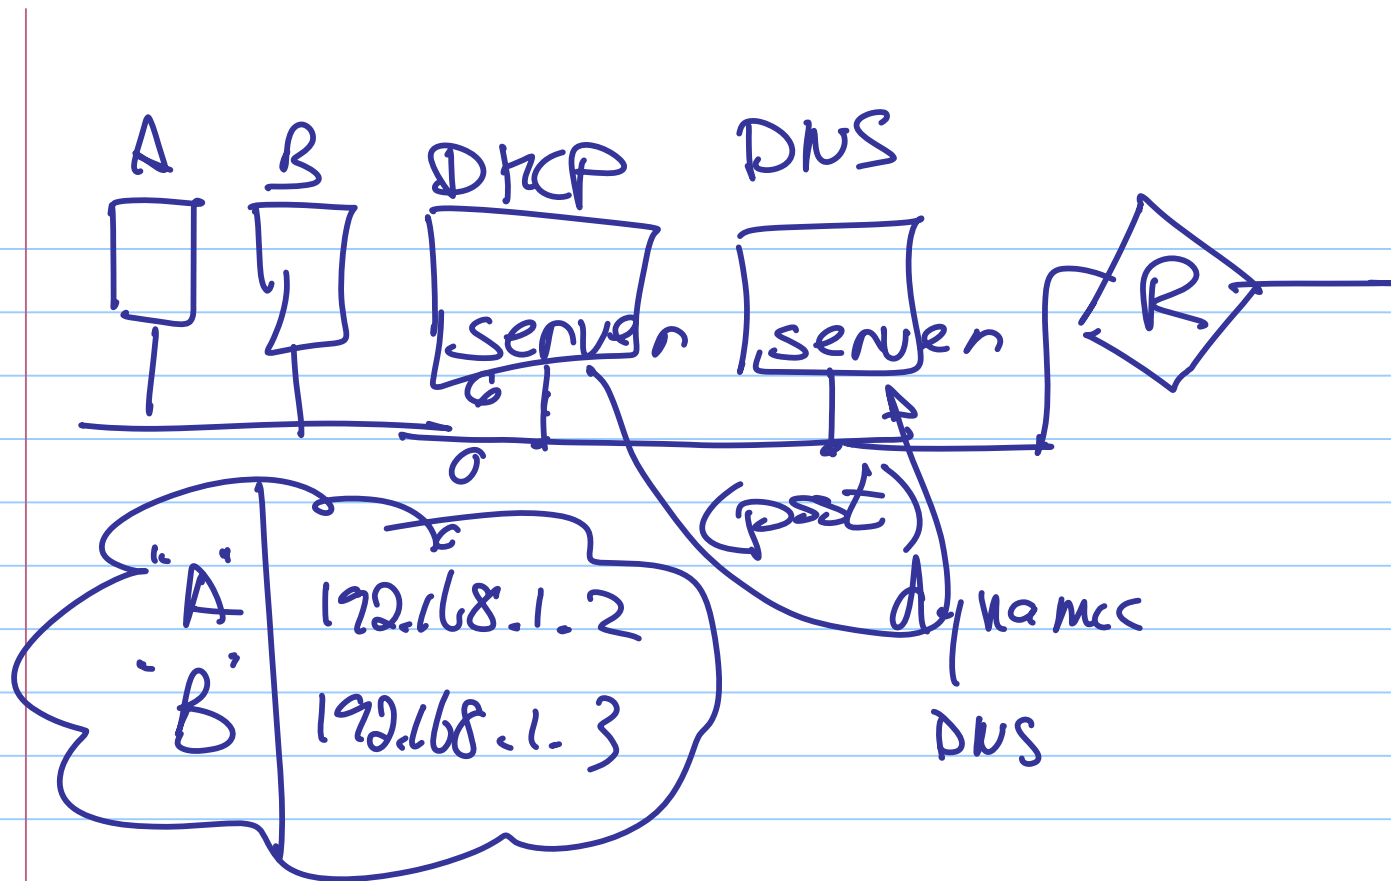 A B DHCP DNS
server server R
(psst)
"A" 192.168.1.2
dynamic
"B" 192.168.1.3
DNS